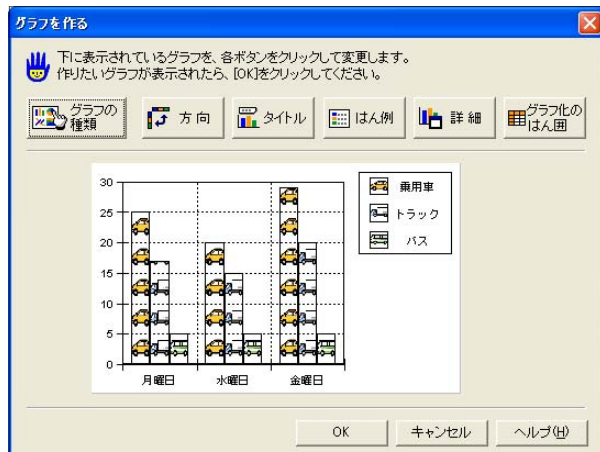 グラフを作る
下に表示されているグラフを、各ボタンをクリックして変更します。
作りたいグラフが表示されたら、[OK]をクリックしてください。
グラフの
種類
方向
タイトル
はん例
詳細
グラフ化の
はん囲
30
25
20
15
10
5
0
月曜日
水曜日
金曜日
乗用車
トラック
バス
OK
キャンセル
ヘルプ(H)